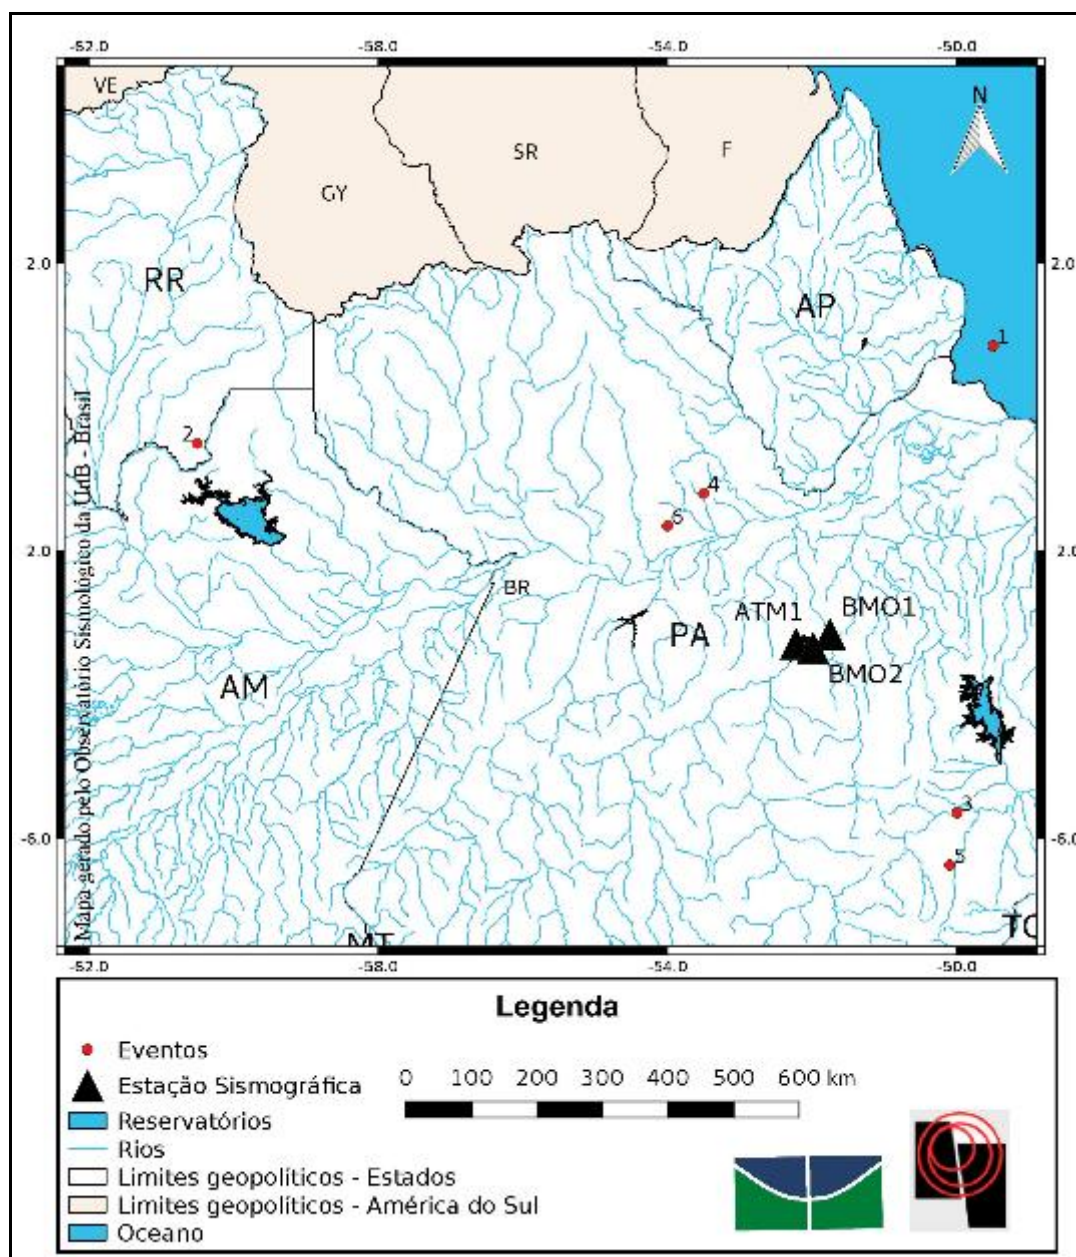 -52.0 -58.0 -54.0 -50.0
VE
N
SR
F
GY
2.0 2.0
RR
AP
1
2
4
6
2.0 -2.0
BR
ATM1 BMO1
PA
BMO2
AM
3
-6.0 -6.0
5
TO
MT
Mapa gerado pelo Observatório Sismológico da UnB - Brasil
-52.0 -58.0 -54.0 -50.0
Legenda
Eventos
Estação Sismográfica
Reservatórios
Rios
Limites geopolíticos - Estados
Limites geopolíticos - América do Sul
Oceano
0 100 200 300 400 500 600 km